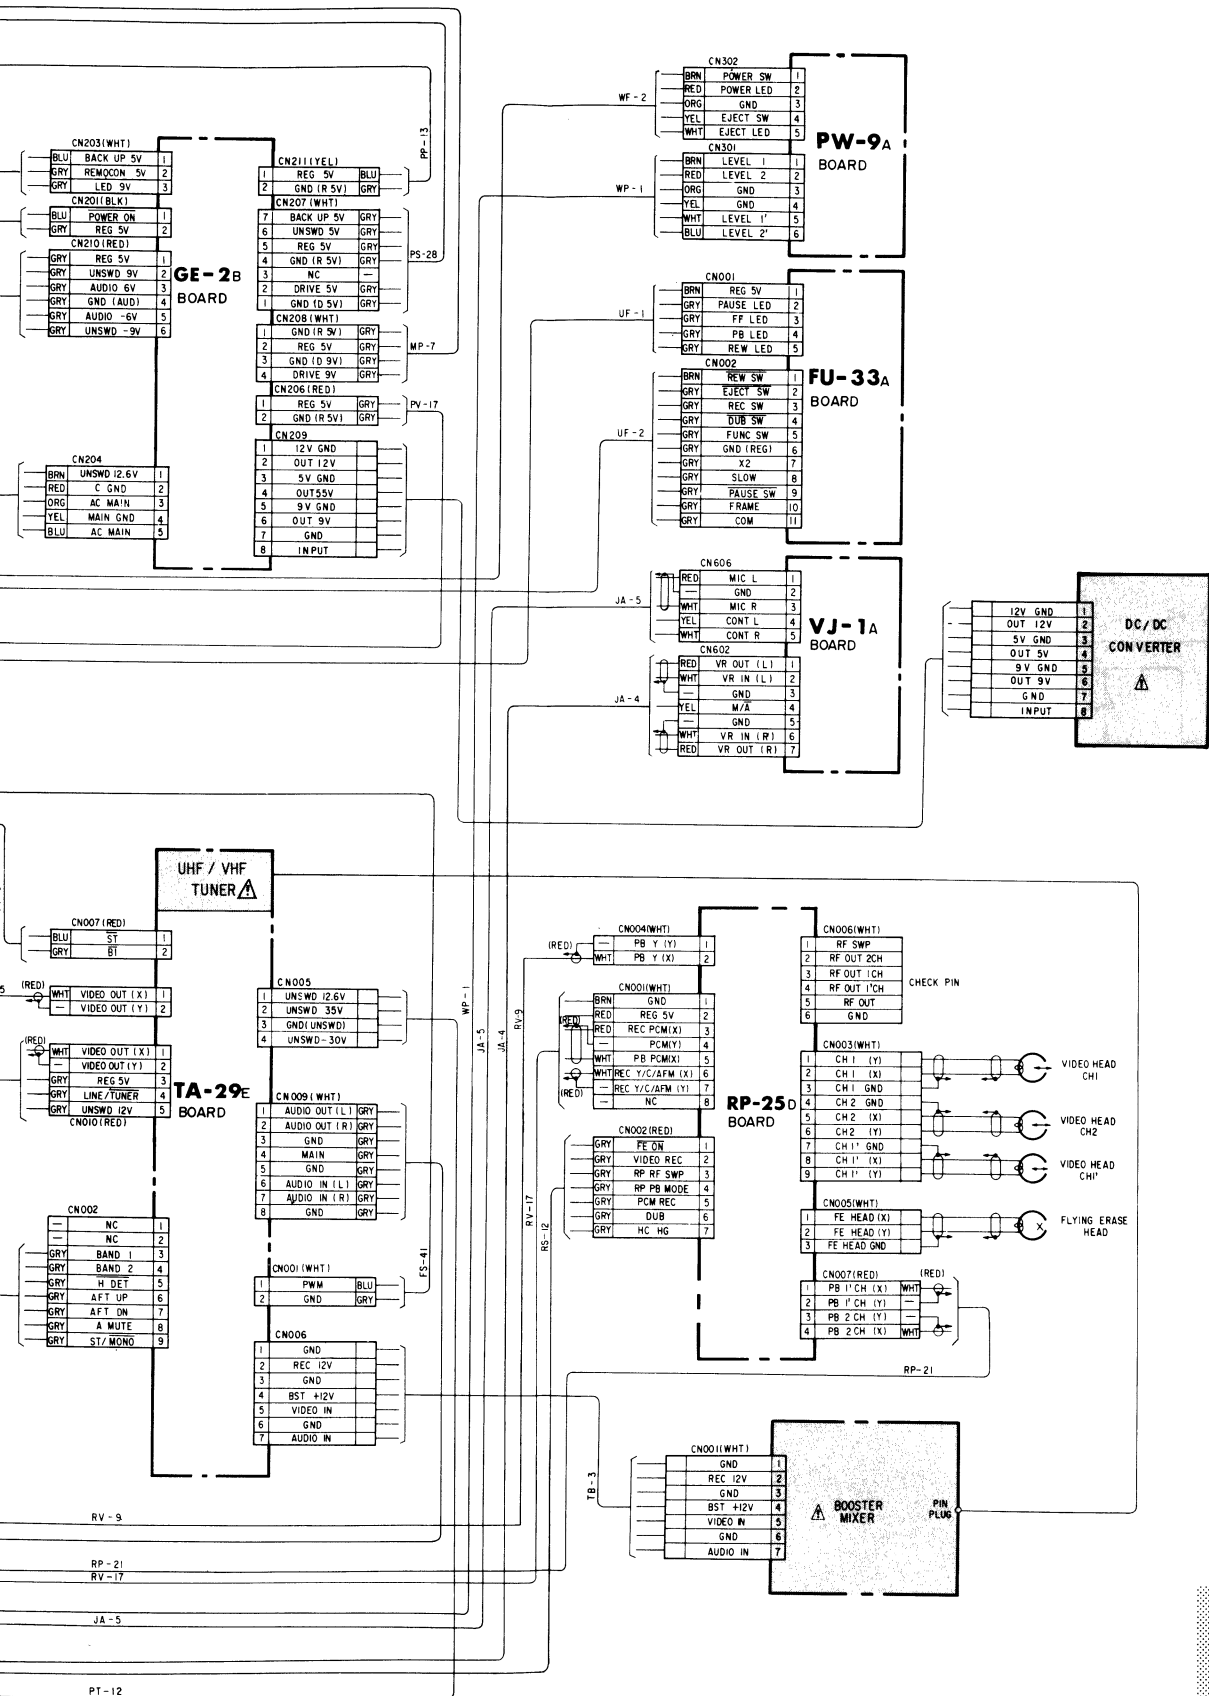 CN302
BRN POWER SW 1
RED POWER LED 2
ORG GND 3
YEL EJECT SW 4
WHT EJECT LED 5
WF-2
PW-9A
BOARD
CN301
BRN LEVEL 1 1
RED LEVEL 2 2
ORG GND 3
YEL GND 4
WHT LEVEL 1' 5
BLU LEVEL 2' 6
WP-1
PP-13
CN203(WHT)
BLU BACK UP 5V 1
GRY REMOCON 5V 2
GRY LED 9V 3
CN201(BLK)
BLU POWER ON 1
GRY REG 5V 2
CN210(RED)
GRY REG 5V 1
GRY UNSWD 9V 2
GRY AUDIO 6V 3
GRY GND (AUD) 4
GRY AUDIO -6V 5
GRY UNSWD -9V 6
GE-2B
BOARD
CN204
BRN UNSWD 12.6V 1
RED C GND 2
ORG AC MAIN 3
YEL MAIN GND 4
BLU AC MAIN 5
CN211(YEL)
1 REG 5V BLU
2 GND (R 5V) GRY
CN207 (WHT)
7 BACK UP 5V GRY
6 UNSWD 5V GRY
5 REG 5V GRY
4 GND (R 5V) GRY
3 NC —
2 DRIVE 5V GRY
1 GND (D 5V) GRY
PS-28
CN208 (WHT)
1 GND (R 5V) GRY
2 REG 5V GRY
3 GND (D 9V) GRY
4 DRIVE 9V GRY
MP-7
CN206(RED)
1 REG 5V GRY
2 GND (R 5V) GRY
PV-17
CN209
1 12V GND
2 OUT 12V
3 5V GND
4 OUT55V
5 9V GND
6 OUT 9V
7 GND
8 INPUT
CN001
BRN REG 5V 1
GRY PAUSE LED 2
GRY FF LED 3
GRY PB LED 4
GRY REW LED 5
UF-1
FU-33A
BOARD
CN002
BRN REW SW 1
GRY EJECT SW 2
GRY REC SW 3
GRY DUB SW 4
GRY FUNC SW 5
GRY GND (REG) 6
GRY X2 7
GRY SLOW 8
GRY PAUSE SW 9
GRY FRAME 10
GRY COM 11
UF-2
CN606
RED MIC L 1
— GND 2
WHT MIC R 3
YEL CONT L 4
WHT CONT R 5
JA-5
VJ-1A
BOARD
CN602
RED VR OUT (L) 1
WHT VR IN (L) 2
— GND 3
YEL M/A 4
— GND 5
WHT VR IN (R) 6
RED VR OUT (R) 7
JA-4
12V GND 1
OUT 12V 2
5V GND 3
OUT 5V 4
9V GND 5
OUT 9V 6
GND 7
INPUT 8
DC/DC
CONVERTER
UHF / VHF
TUNER
CN007(RED)
BLU ST 1
GRY BI 2
5
(RED)
WHT VIDEO OUT (X) 1
— VIDEO OUT (Y) 2
(RED)
WHT VIDEO OUT (X) 1
— VIDEO OUT (Y) 2
GRY REG 5V 3
GRY LINE/TUNER 4
GRY UNSWD 12V 5
CN010(RED)
TA-29E
BOARD
CN002
— NC 1
— NC 2
GRY BAND 1 3
GRY BAND 2 4
GRY H DET 5
GRY AFT UP 6
GRY AFT DN 7
GRY A MUTE 8
GRY ST/MONO 9
CN005
1 UNSWD 12.6V
2 UNSWD 35V
3 GND(UNSWD)
4 UNSWD-30V
CN009(WHT)
1 AUDIO OUT (L) GRY
2 AUDIO OUT (R) GRY
3 GND GRY
4 MAIN GRY
5 GND GRY
6 AUDIO IN (L) GRY
7 AUDIO IN (R) GRY
8 GND GRY
FS-41
CN001(WHT)
1 PWM BLU
2 GND GRY
CN006
1 GND
2 REC 12V
3 GND
4 BST +12V
5 VIDEO IN
6 GND
7 AUDIO IN
WP-1
JA-5
JA-4
RV-9
RV-17
RS-12
TB-3
CN004(WHT)
(RED) — PB Y (Y) 1
WHT PB Y (X) 2
CN001(WHT)
BRN GND 1
RED REG 5V 2
(RED) RED REC PCM(X) 3
— PCM(Y) 4
WHT PB PCM(X) 5
WHT REC Y/C/AFM (X) 6
(RED) — REC Y/C/AFM (Y) 7
— NC 8
CN002(RED)
GRY FE ON 1
GRY VIDEO REC 2
GRY RP RF SWP 3
GRY RP PB MODE 4
GRY PCM REC 5
GRY DUB 6
GRY HC HG 7
RP-25D
BOARD
CN006(WHT)
1 RF SWP
2 RF OUT 2CH
3 RF OUT 1CH
4 RF OUT 1'CH
5 RF OUT
6 GND
CHECK PIN
CN003(WHT)
1 CH 1 (Y)
2 CH 1 (X)
3 CH 1 GND
4 CH 2 GND
5 CH2 (X)
6 CH2 (Y)
7 CH 1' GND
8 CH 1' (X)
9 CH 1' (Y)
VIDEO HEAD
CH1
VIDEO HEAD
CH2
VIDEO HEAD
CH1'
CN005(WHT)
1 FE HEAD (X)
2 FE HEAD (Y)
3 FE HEAD GND
X
FLYING ERASE
HEAD
CN007(RED) (RED)
1 PB 1'CH (X) WHT
2 PB 1'CH (Y) —
3 PB 2 CH (Y) —
4 PB 2 CH (X) WHT
RP-21
CN001(WHT)
GND 1
REC 12V 2
GND 3
BST +12V 4
VIDEO IN 5
GND 6
AUDIO IN 7
BOOSTER
MIXER
PIN
PLUG
RV-9
RP-21
RV-17
JA-5
PT-12